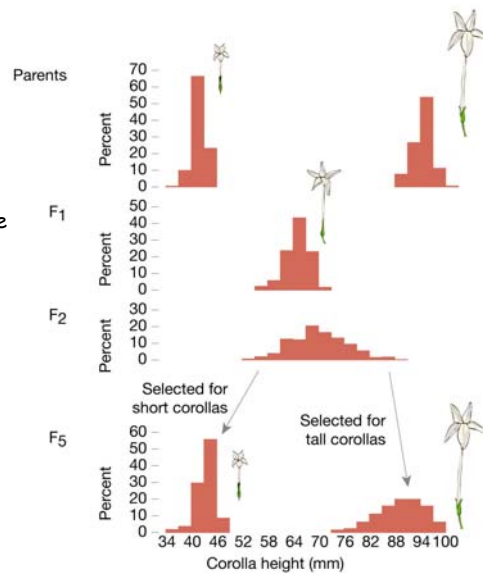 Parents
Percent
70
60
50
40
30
20
10
0
e
F1
Percent
50
40
30
20
10
0
F2
Percent
30
20
10
0
Selected for
short corollas
Selected for
tall corollas
F5
Percent
60
50
40
30
20
10
0
34 40 46 52 58 64 70 76 82 88 94 100
Corolla height (mm)